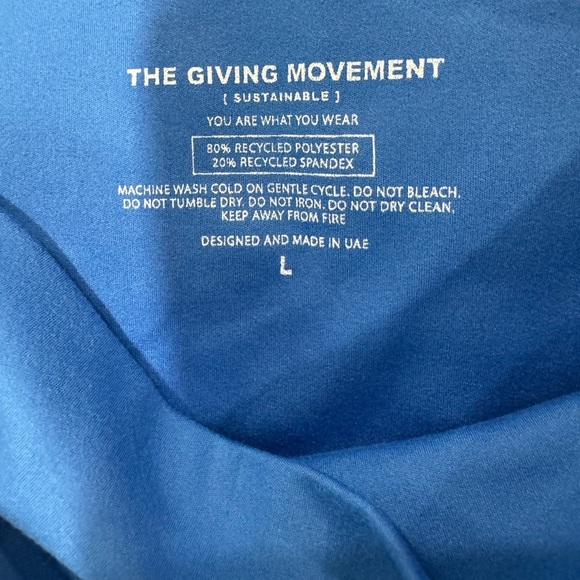 THE GIVING MOVEMENT
[ SUSTAINABLE ]
YOU ARE WHAT YOU WEAR
80% RECYCLED POLYESTER
20% RECYCLED SPANDEX
MACHINE WASH COLD ON GENTLE CYCLE. DO NOT BLEACH.
DO NOT TUMBLE DRY. DO NOT IRON. DO NOT DRY CLEAN,
KEEP AWAY FROM FIRE
DESIGNED AND MADE IN UAE
L